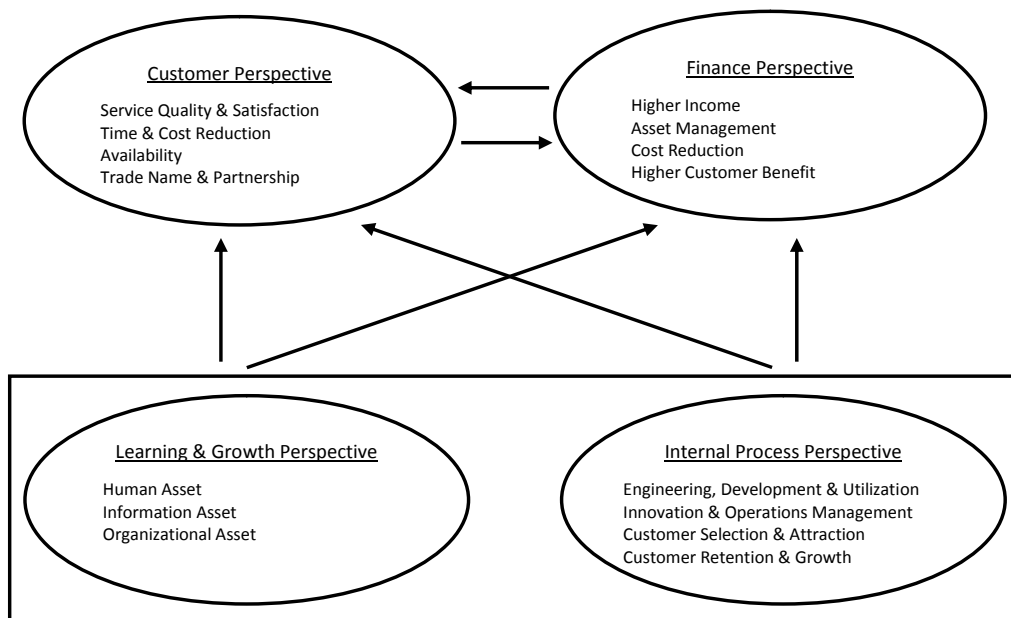 Customer Perspective
Service Quality & Satisfaction
Time & Cost Reduction
Availability
Trade Name & Partnership
Finance Perspective
Higher Income
Asset Management
Cost Reduction
Higher Customer Benefit
Learning & Growth Perspective
Human Asset
Information Asset
Organizational Asset
Internal Process Perspective
Engineering, Development & Utilization
Innovation & Operations Management
Customer Selection & Attraction
Customer Retention & Growth